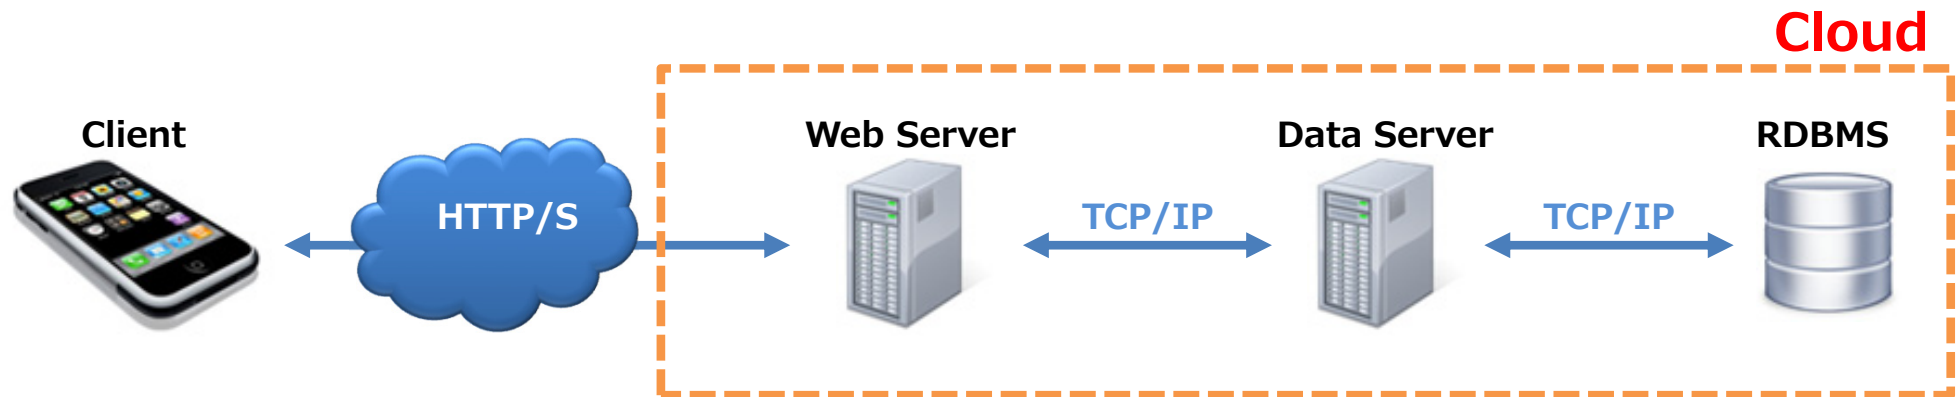 Cloud
Client
Web Server
Data Server
RDBMS
HTTP/S
TCP/IP
TCP/IP